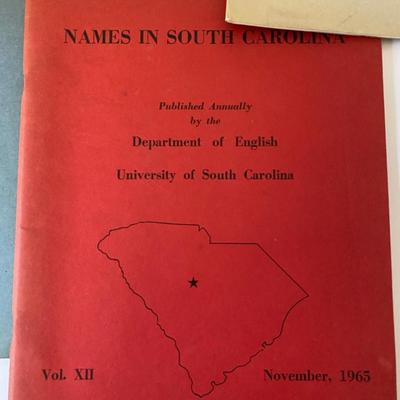 NAMES IN SOUTH CAROLINA
Published Annually
by the
Department of English
University of South Carolina
Vol. XII
November, 1965